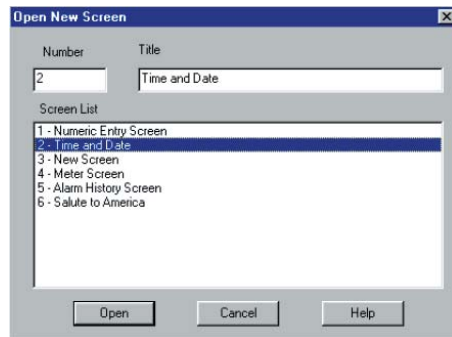 Open New Screen
Number Title
2 Time and Date
Screen List
1 - Numeric Entry Screen
2 - Time and Date
3 - New Screen
4 - Meter Screen
5 - Alarm History Screen
6 - Salute to America
Open Cancel Help